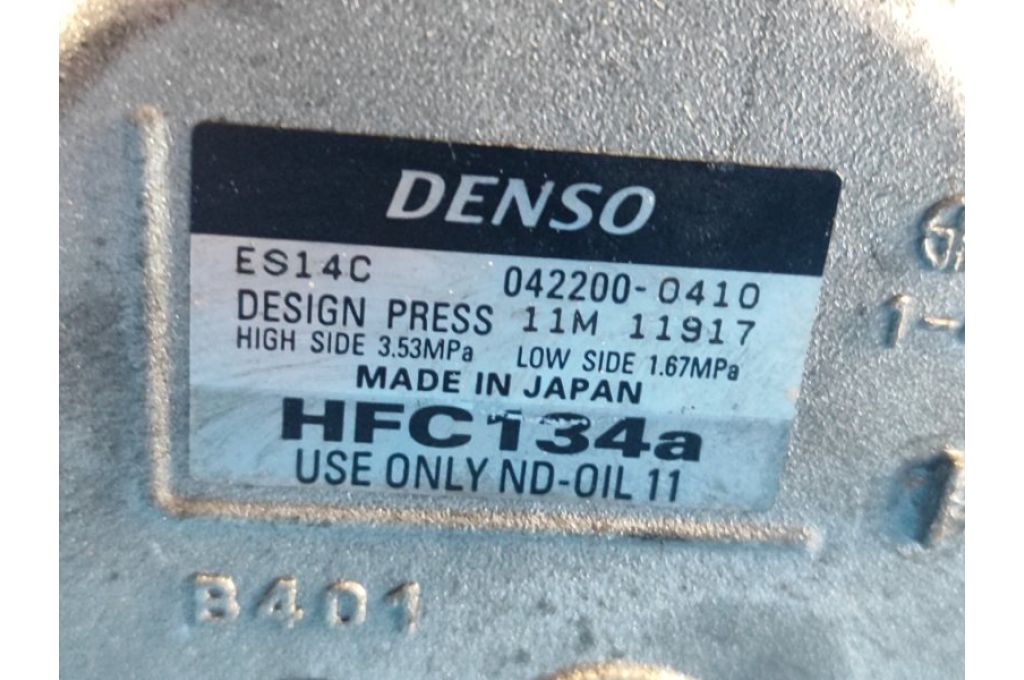 DENSO
ES14C 042200-0410
DESIGN PRESS 11M 11917
HIGH SIDE 3.53MPa LOW SIDE 1.67MPa
MADE IN JAPAN
HFC134a
USE ONLY ND-OIL 11
B401